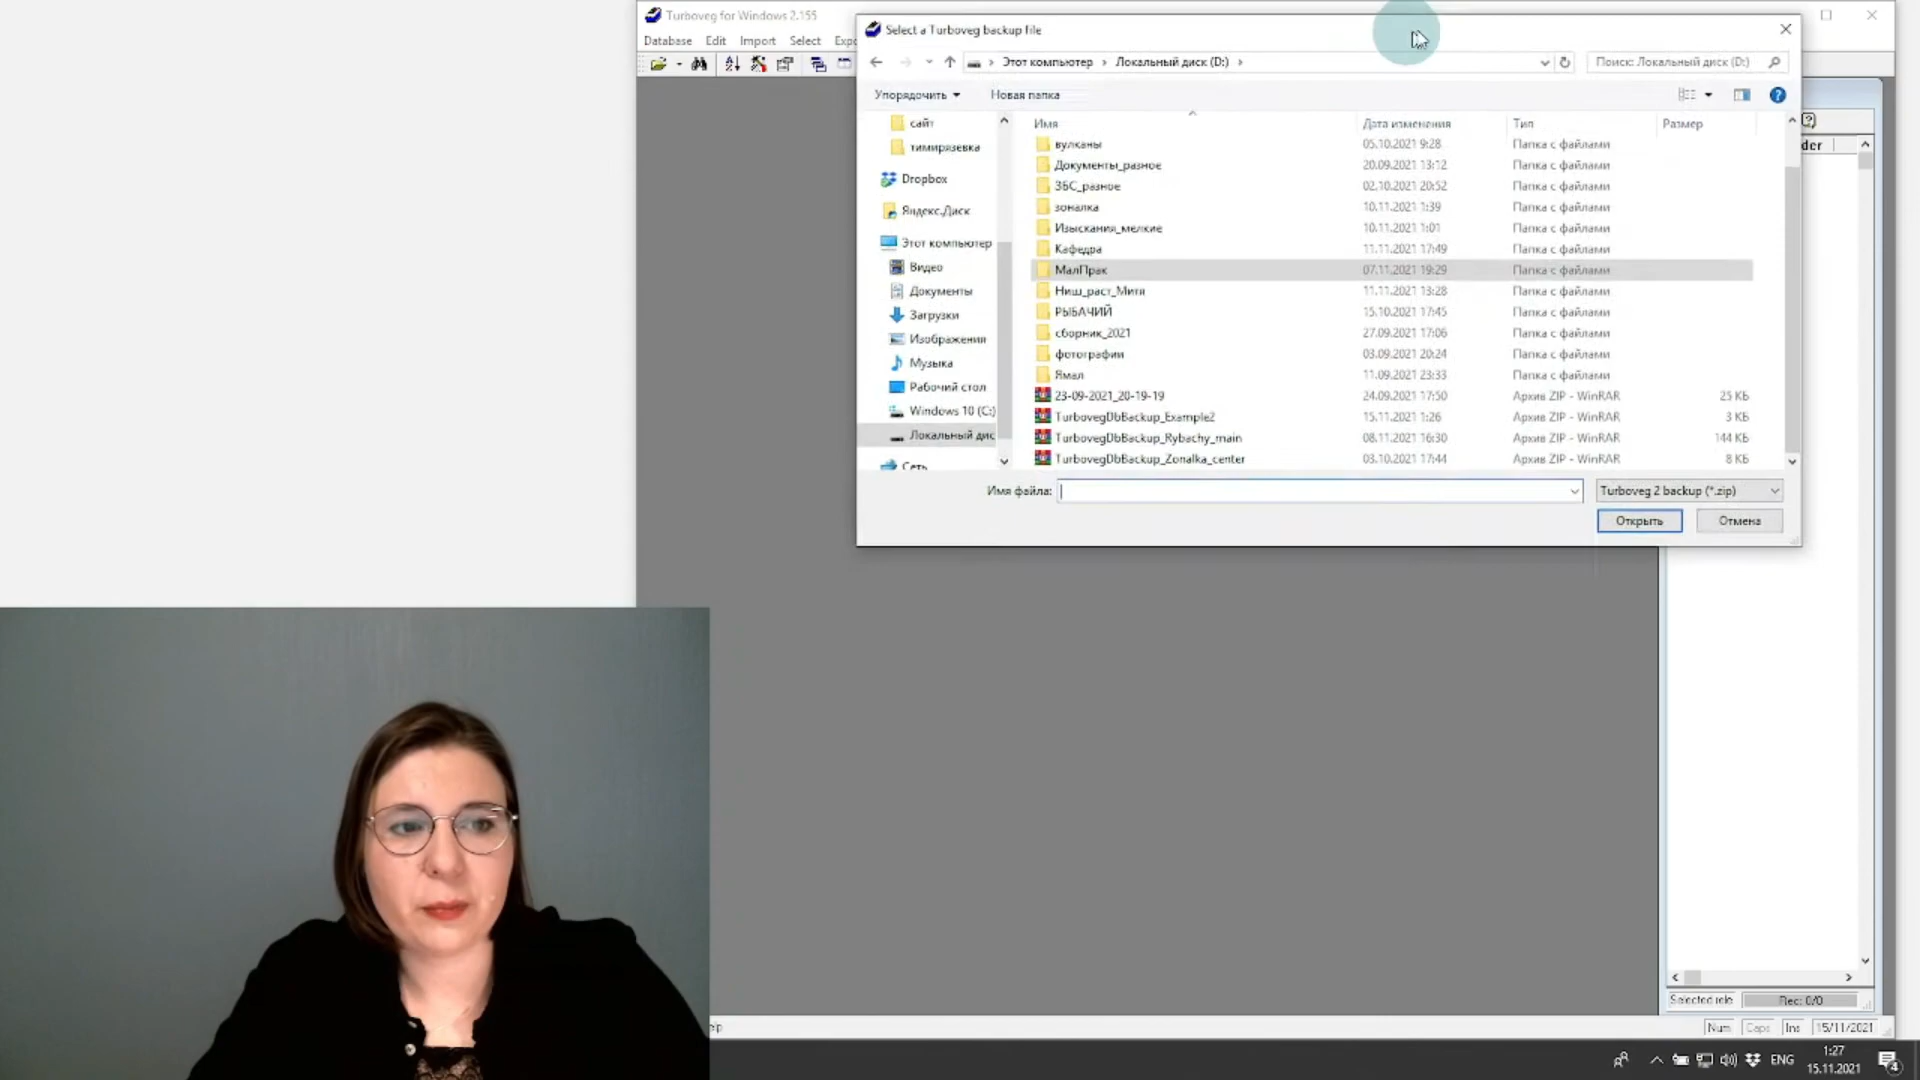 Turboveg for Windows 2.155
Database Edit Import Select Expo
Select a Turboveg backup file
Этот компьютер › Локальный диск (D:) ›
Поиск: Локальный диск (D:)
Упорядочить
Новая папка
сайт
тимирязевка
Dropbox
Яндекс.Диск
Этот компьютер
Видео
Документы
Загрузки
Изображения
Музыка
Рабочий стол
Windows 10 (C:)
Локальный дис
Сеть
Имя Дата изменения Тип Размер
вулканы 05.10.2021 9:28 Папка с файлами
Документы_разное 20.09.2021 13:12 Папка с файлами
ЗБС_разное 02.10.2021 20:52 Папка с файлами
зоналка 10.11.2021 1:39 Папка с файлами
Изыскания_мелкие 10.11.2021 1:01 Папка с файлами
Кафедра 11.11.2021 17:49 Папка с файлами
МалПрак 07.11.2021 19:29 Папка с файлами
Ниш_раст_Митя 11.11.2021 13:28 Папка с файлами
РЫБАЧИЙ 15.10.2021 17:45 Папка с файлами
сборник_2021 27.09.2021 17:06 Папка с файлами
фотографии 03.09.2021 20:24 Папка с файлами
Ямал 11.09.2021 23:33 Папка с файлами
23-09-2021_20-19-19 24.09.2021 17:50 Архив ZIP - WinRAR 25 КБ
TurbovegDbBackup_Example2 15.11.2021 1:26 Архив ZIP - WinRAR 3 КБ
TurbovegDbBackup_Rybachy_main 08.11.2021 16:30 Архив ZIP - WinRAR 144 КБ
TurbovegDbBackup_Zonalka_center 03.10.2021 17:44 Архив ZIP - WinRAR 8 КБ
Имя файла:
Turboveg 2 backup (*.zip)
Открыть
Отмена
der
Selected rele
Rec: 0/0
elp
Num Caps Ins 15/11/2021
ENG
1:27
15.11.2021
4